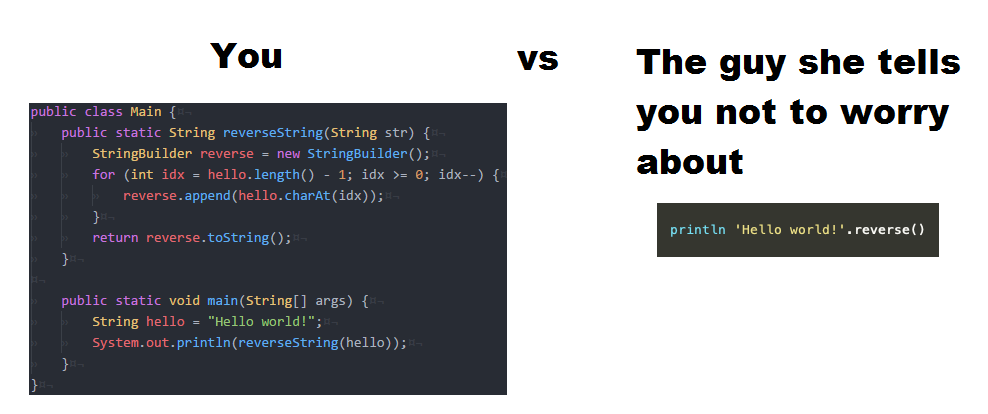 You
vs
The guy she tells
you not to worry
about
public class Main {
    public static String reverseString(String str) {
        StringBuilder reverse = new StringBuilder();
        for (int idx = hello.length() - 1; idx >= 0; idx--) {
            reverse.append(hello.charAt(idx));
        }
        return reverse.toString();
    }

    public static void main(String[] args) {
        String hello = "Hello world!";
        System.out.println(reverseString(hello));
    }
}
println 'Hello world!'.reverse()